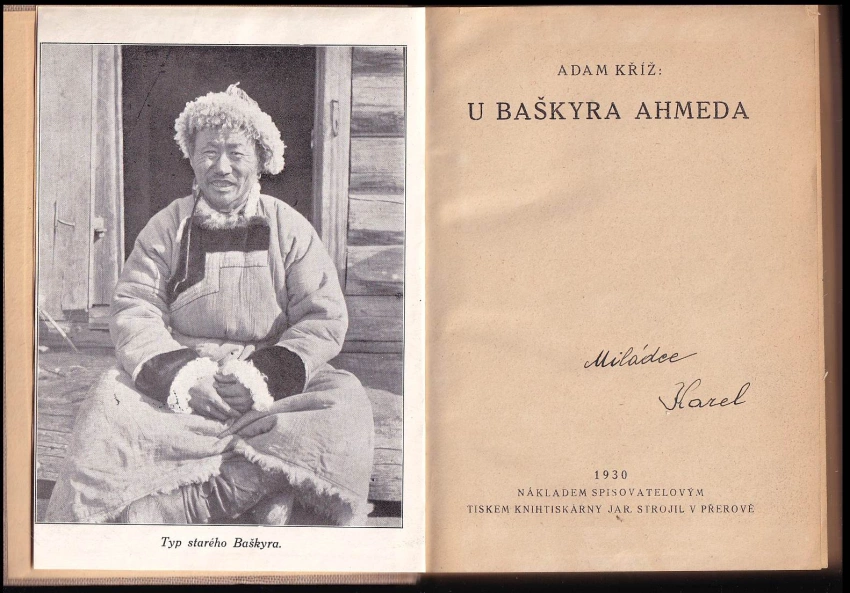 Typ starého Baškyra.
ADAM KŘÍŽ:
U BAŠKYRA AHMEDA
Miládce
Karel
1930
NÁKLADEM SPISOVATELOVÝM
TISKEM KNIHTISKÁRNY JAR. STROJIL V PŘEROVĚ